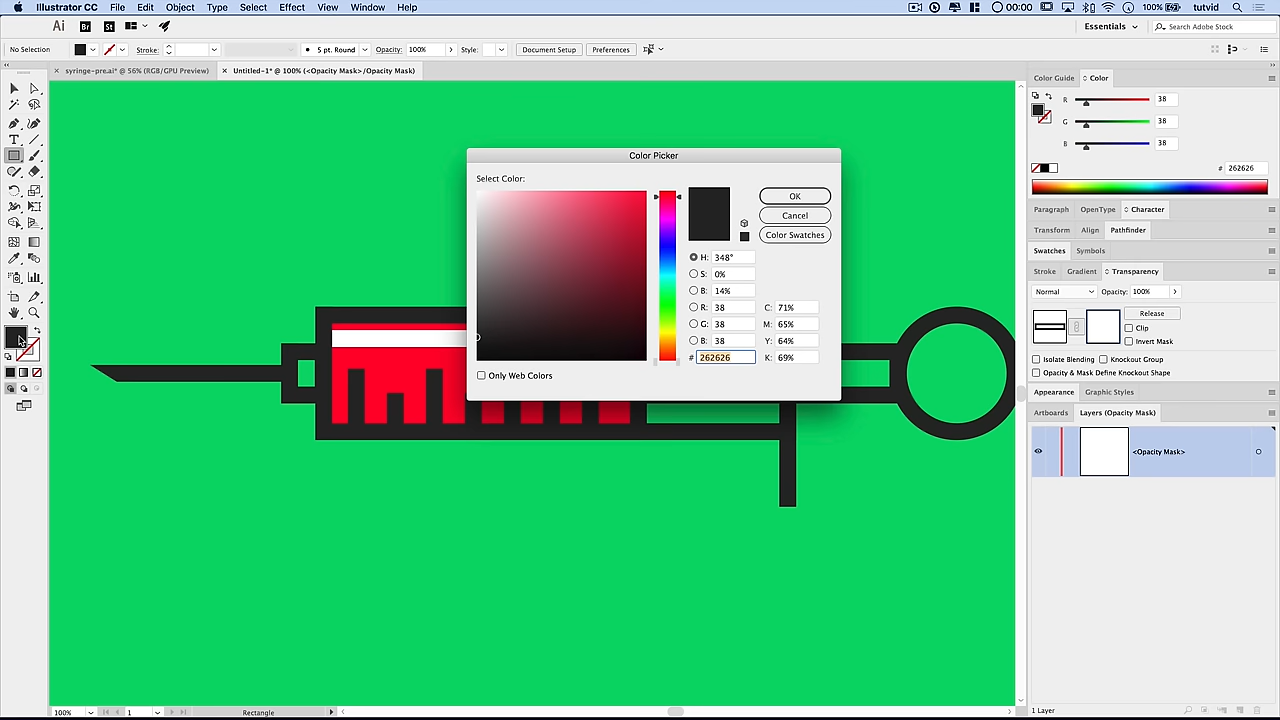 Illustrator CC File Edit Object Type Select Effect View Window Help 00:00 100% tutvid
Ai Br St Essentials Search Adobe Stock
No Selection Stroke: 5 pt. Round Opacity: 100% Style: Document Setup Preferences
syringe-pre.ai* @ 56% (RGB/GPU Preview) Untitled-1* @ 100% (<Opacity Mask>/Opacity Mask)
Color Guide Color
R 38
G 38
B 38
# 262626
Paragraph OpenType Character
Transform Align Pathfinder
Swatches Symbols
Stroke Gradient Transparency
Normal Opacity: 100%
Release
Clip
Invert Mask
Isolate Blending Knockout Group
Opacity & Mask Define Knockout Shape
Appearance Graphic Styles
Artboards Layers (Opacity Mask)
<Opacity Mask>
1 Layer
Color Picker
Select Color:
OK
Cancel
Color Swatches
H: 348°
S: 0%
B: 14%
R: 38 C: 71%
G: 38 M: 65%
B: 38 Y: 64%
# 262626 K: 69%
Only Web Colors
100% 1 Rectangle